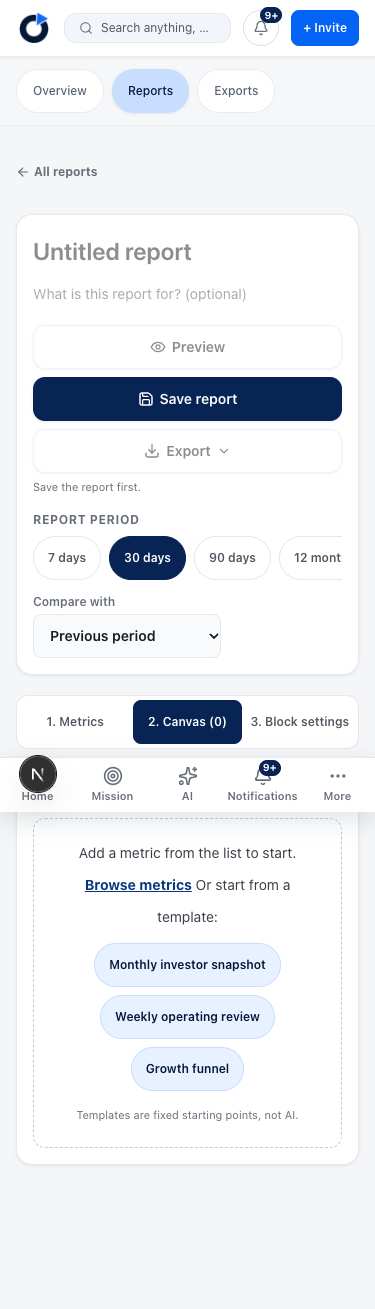 Search anything, ...
9+
+ Invite
Overview
Reports
Exports
← All reports
Untitled report
What is this report for? (optional)
Preview
Save report
Export
Save the report first.
REPORT PERIOD
7 days
30 days
90 days
12 mont
Compare with
Previous period
1. Metrics
2. Canvas (0)
3. Block settings
N
9+
Home
Mission
AI
Notifications
More
Add a metric from the list to start.
Browse metrics Or start from a
template:
Monthly investor snapshot
Weekly operating review
Growth funnel
Templates are fixed starting points, not AI.